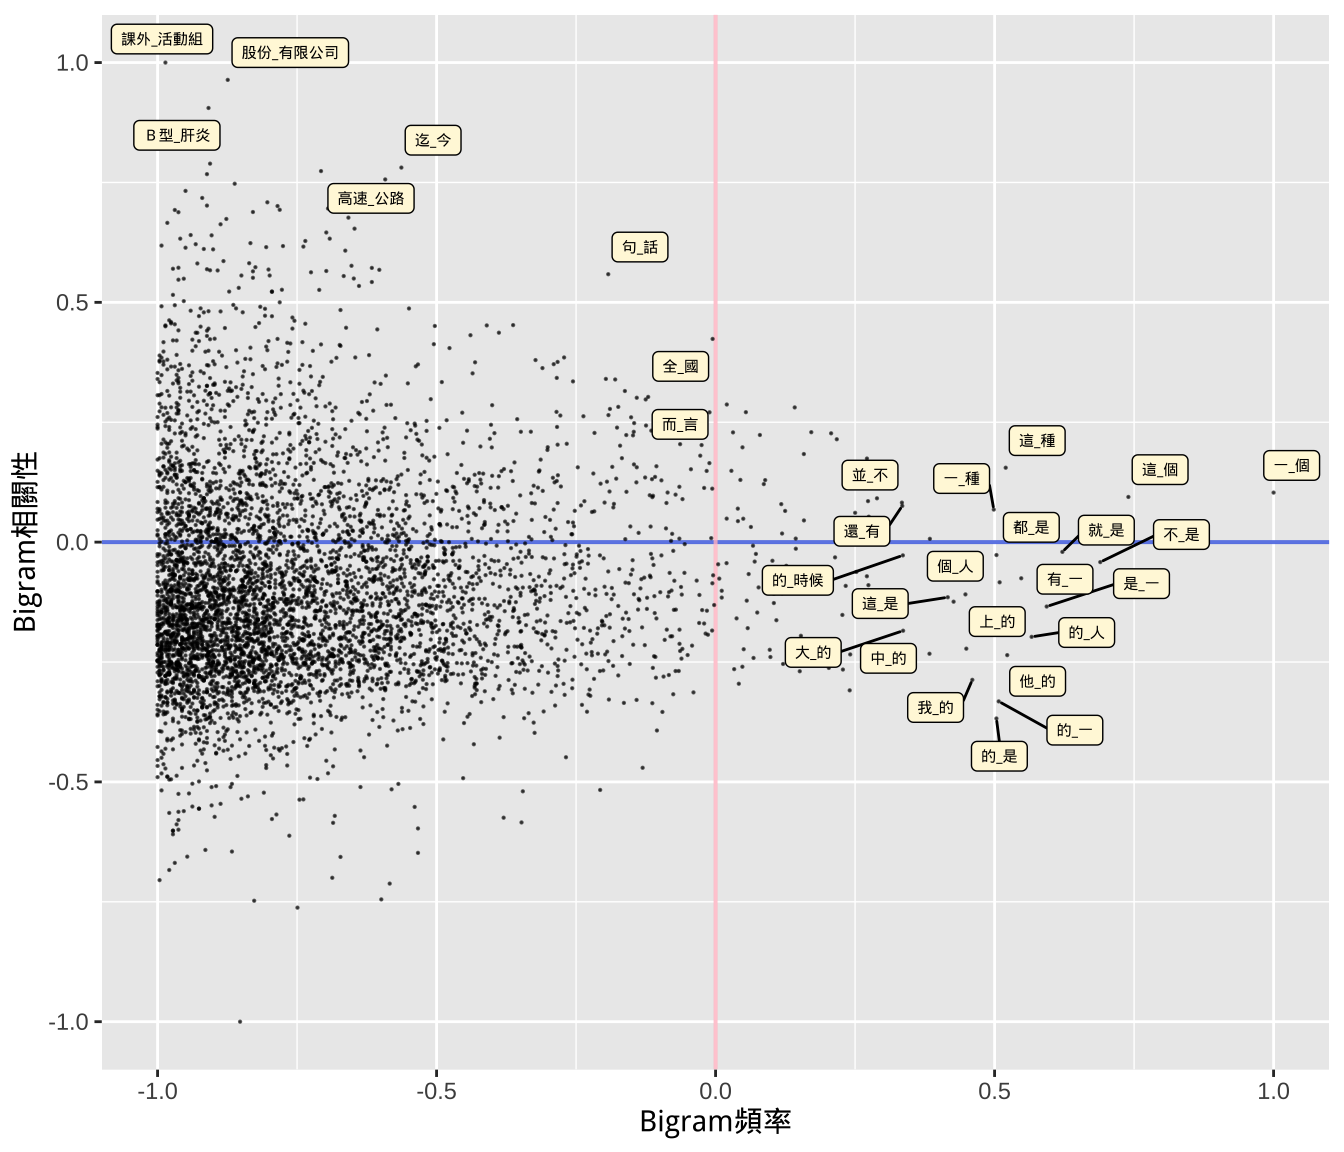 課外_活動組
股份_有限公司
1.0
B型_肝炎
迄_今
高速_公路
句_話
0.5
全_國
而_言
這_種
並_不
一_種
這_個
一_個
還_有
都_是
就_是
不_是
0.0
的_時候
個_人
有_一
是_一
這_是
上_的
的_人
大_的
中_的
他_的
我_的
的_一
的_是
-0.5
-1.0
Bigram相關性
-1.0
-0.5
0.0
0.5
1.0
Bigram頻率